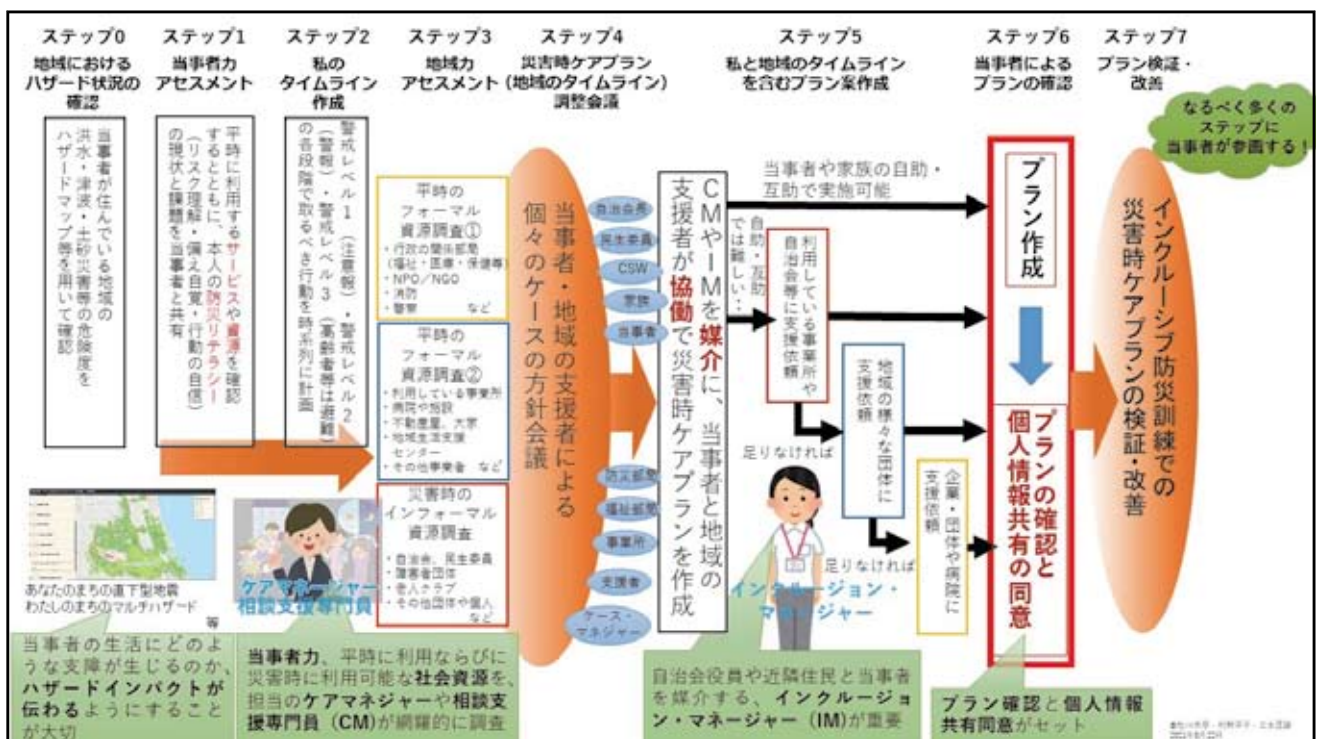 ステップ0
地域における
ハザード状況の
確認
ステップ1
当事者力
アセスメント
ステップ2
私の
タイムライン
作成
ステップ3
地域力
アセスメント
ステップ4
災害時ケアプラン
(地域のタイムライン)
調整会議
ステップ5
私と地域のタイムライン
を含むプラン案作成
ステップ6
当事者による
プランの確認
ステップ7
プラン検証・
改善
なるべく多くの
ステップに
当事者が参画する!
当事者が住んでいる地域の
洪水・津波・土砂災害等の危険度を
ハザードマップ等を用いて確認
平時に利用するサービスや資源を確認
するとともに、本人の防災リテラシー
(リスク理解・備え自覚・行動の自信)
の現状と課題を当事者と共有
警戒レベル1(注意報)・警戒レベル2
(警報)・警戒レベル3(高齢者等は避難)
の各段階で取るべき行動を時系列に計画
平時の
フォーマル
資源調査①
・行政の関係部局
(福祉・医療・保健等)
・NPO/NGO
・消防
・警察 など
平時の
フォーマル
資源調査②
・利用している事業所
・病院や施設
・不動産屋、大家
・地域生活支援
センター
・その他事業者 など
災害時の
インフォーマル
資源調査
・自治会、民生委員
・障害者団体
・老人クラブ
・その他団体や個人
など
当事者・地域の支援者による
個々のケースの方針会議
自治会長
民生委員
CSW
家族
当事者
防災部局
福祉部局
事業所
支援者
ケース・
マネジャー
CMやIMを媒介に、当事者と地域の
支援者が協働で災害時ケアプランを作成
当事者や家族の自助・
互助で実施可能
自助・互助
では難しい・・
利用している事業所や
自治会等に支援依頼
足りなければ
地域の様々な団体に
支援依頼
足りなければ
企業・団体や病院に
支援依頼
インクルージョン・
マネジャー
プラン作成
プランの確認と
個人情報共有の同意
インクルーシブ防災訓練での
災害時ケアプランの検証・改善
あなたのまちの直下型地震
わたしのまちのマルチハザード
等
ケアマネージャー
相談支援専門員
当事者の生活にどの
ような支障が生じるのか、
ハザードインパクトが
伝わるようにすること
が大切
当事者力、平時に利用ならびに
災害時に利用可能な社会資源を、
担当のケアマネジャーや相談支
援専門員(CM)が網羅的に調査
自治会役員や近隣住民と当事者
を媒介する、インクルージョ
ン・マネージャー(IM)が重要
プラン確認と個人情報
共有同意がセット